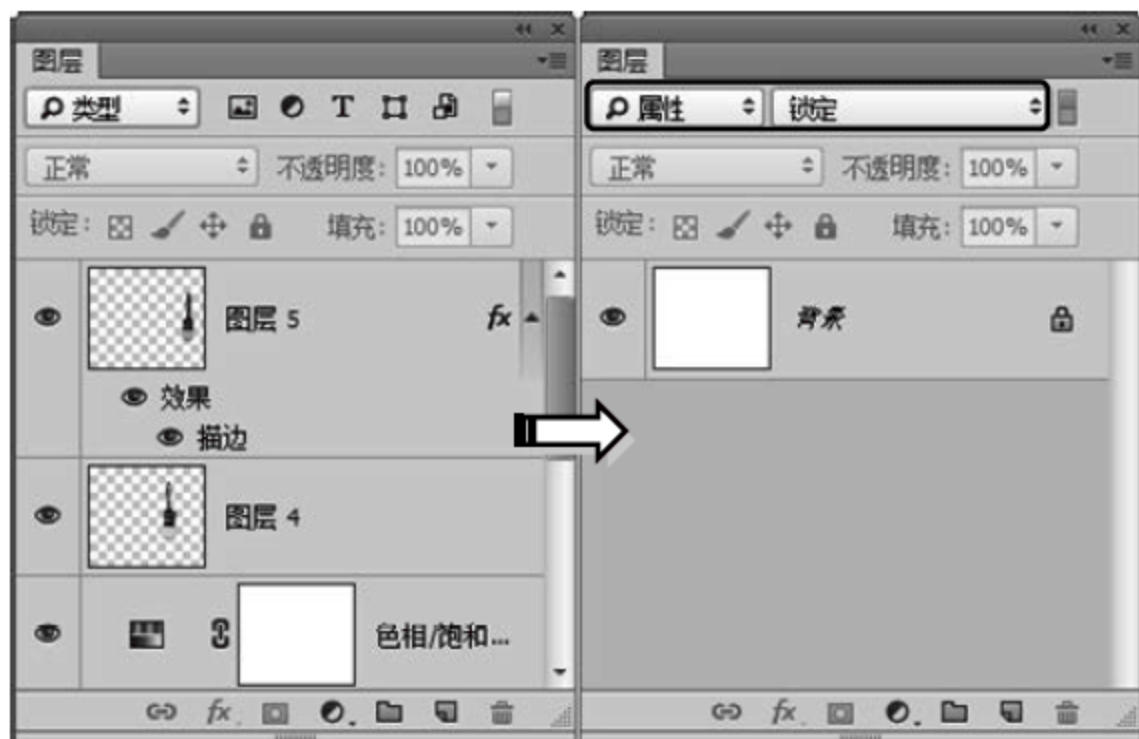 图层
类型 T
正常 不透明度: 100%
锁定: 填充: 100%
图层 5 fx
效果
描边
图层 4
色相/饱和...
fx
图层
属性 锁定
正常 不透明度: 100%
锁定: 填充: 100%
背景
fx